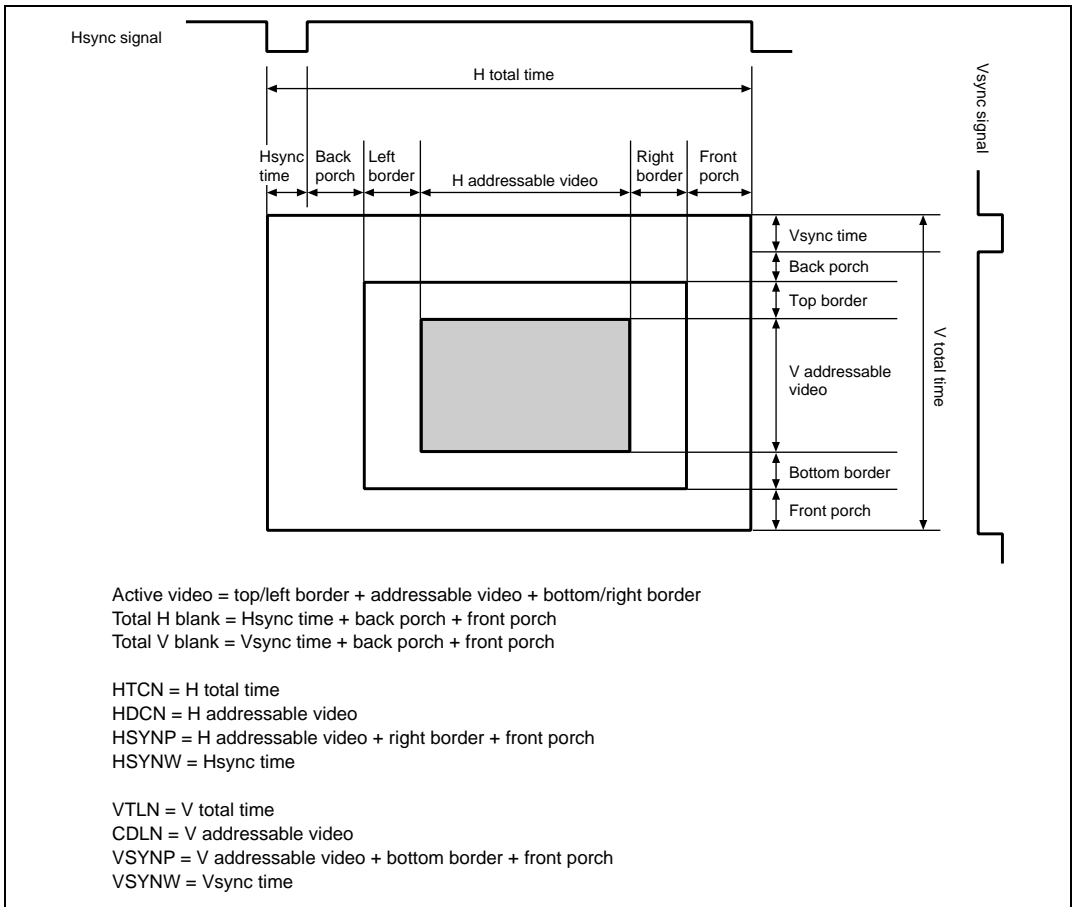 Hsync signal
H total time
Vsync signal
Hsync time
Back porch
Left border
H addressable video
Right border
Front porch
Vsync time
Back porch
Top border
V addressable
video
V total time
Bottom border
Front porch
Active video = top/left border + addressable video + bottom/right border
Total H blank = Hsync time + back porch + front porch
Total V blank = Vsync time + back porch + front porch
HTCN = H total time
HDCN = H addressable video
HSYNP = H addressable video + right border + front porch
HSYNW = Hsync time
VTLN = V total time
CDLN = V addressable video
VSYNP = V addressable video + bottom border + front porch
VSYNW = Vsync time